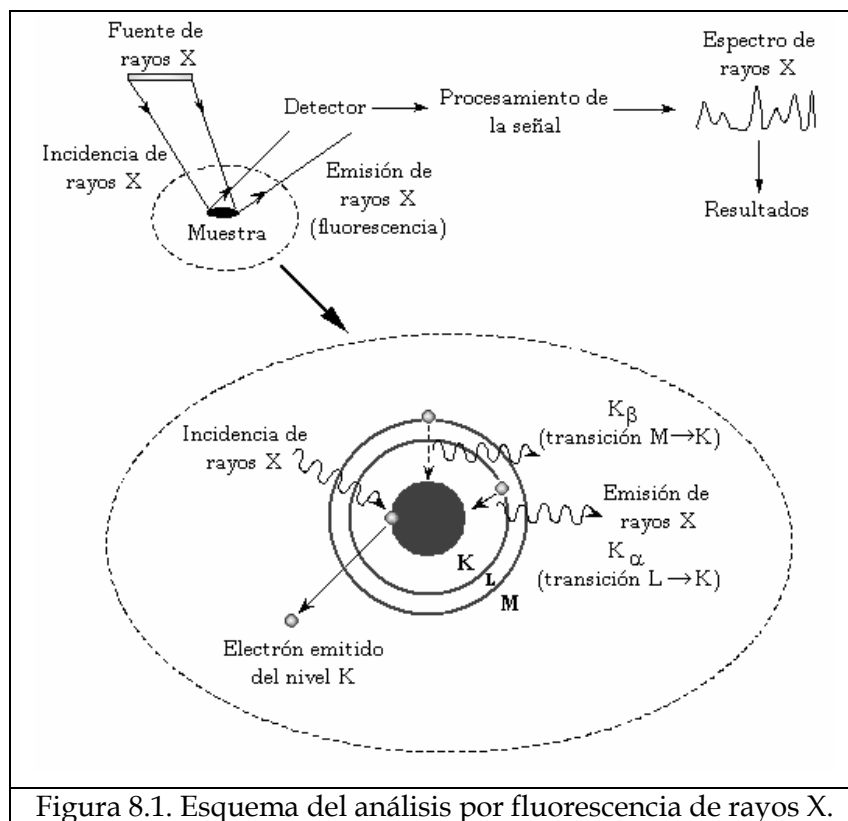 Fuente de
rayos X
Espectro de
rayos X
Detector
Procesamiento de
la señal
Incidencia de
rayos X
Emisión de
rayos X
(fluorescencia)
Muestra
Resultados
Kβ
(transición M→K)
Incidencia de
rayos X
Emisión de
rayos X
Kα
(transición L→K)
K
L
M
Electrón emitido
del nivel K
Figura 8.1. Esquema del análisis por fluorescencia de rayos X.